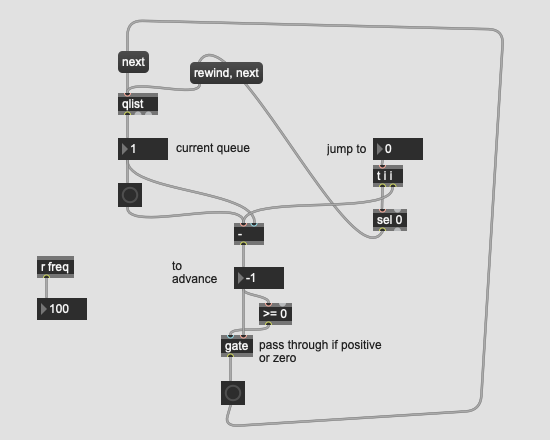 next
rewind, next
qlist
1
current queue
jump to
0
t i i
sel 0
-
r freq
to
advance
-1
100
>= 0
gate
pass through if positive
or zero